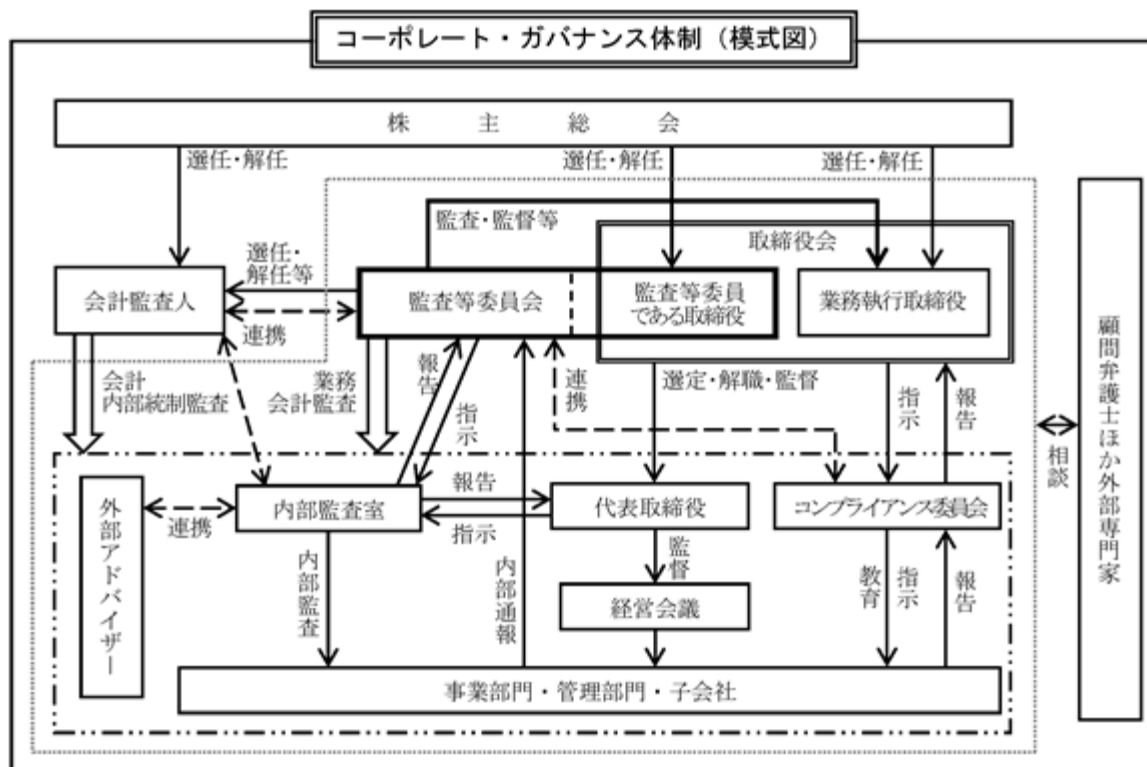 コーポレート・ガバナンス体制（模式図）
株主総会
選任・解任
選任・解任
選任・解任
監査・監督等
取締役会
選任・
解任等
会計監査人
監査等委員会
監査等委員
である取締役
業務執行取締役
連携
会計
内部統制監査
業務
会計監査
報告
指示
連携
選定・解職・監督
指示
報告
相談
顧問弁護士ほか外部専門家
外部アドバイザー
連携
内部監査室
報告
指示
代表取締役
コンプライアンス委員会
内部監査
内部通報
監督
経営会議
教育
指示
報告
事業部門・管理部門・子会社